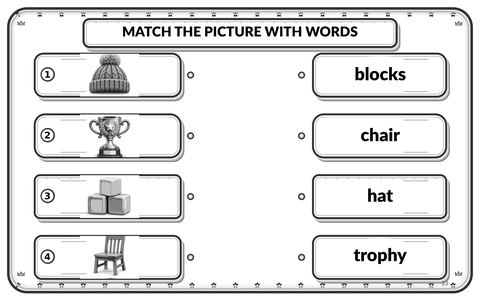 MATCH THE PICTURE WITH WORDS
1 blocks
2 chair
3 hat
4 trophy